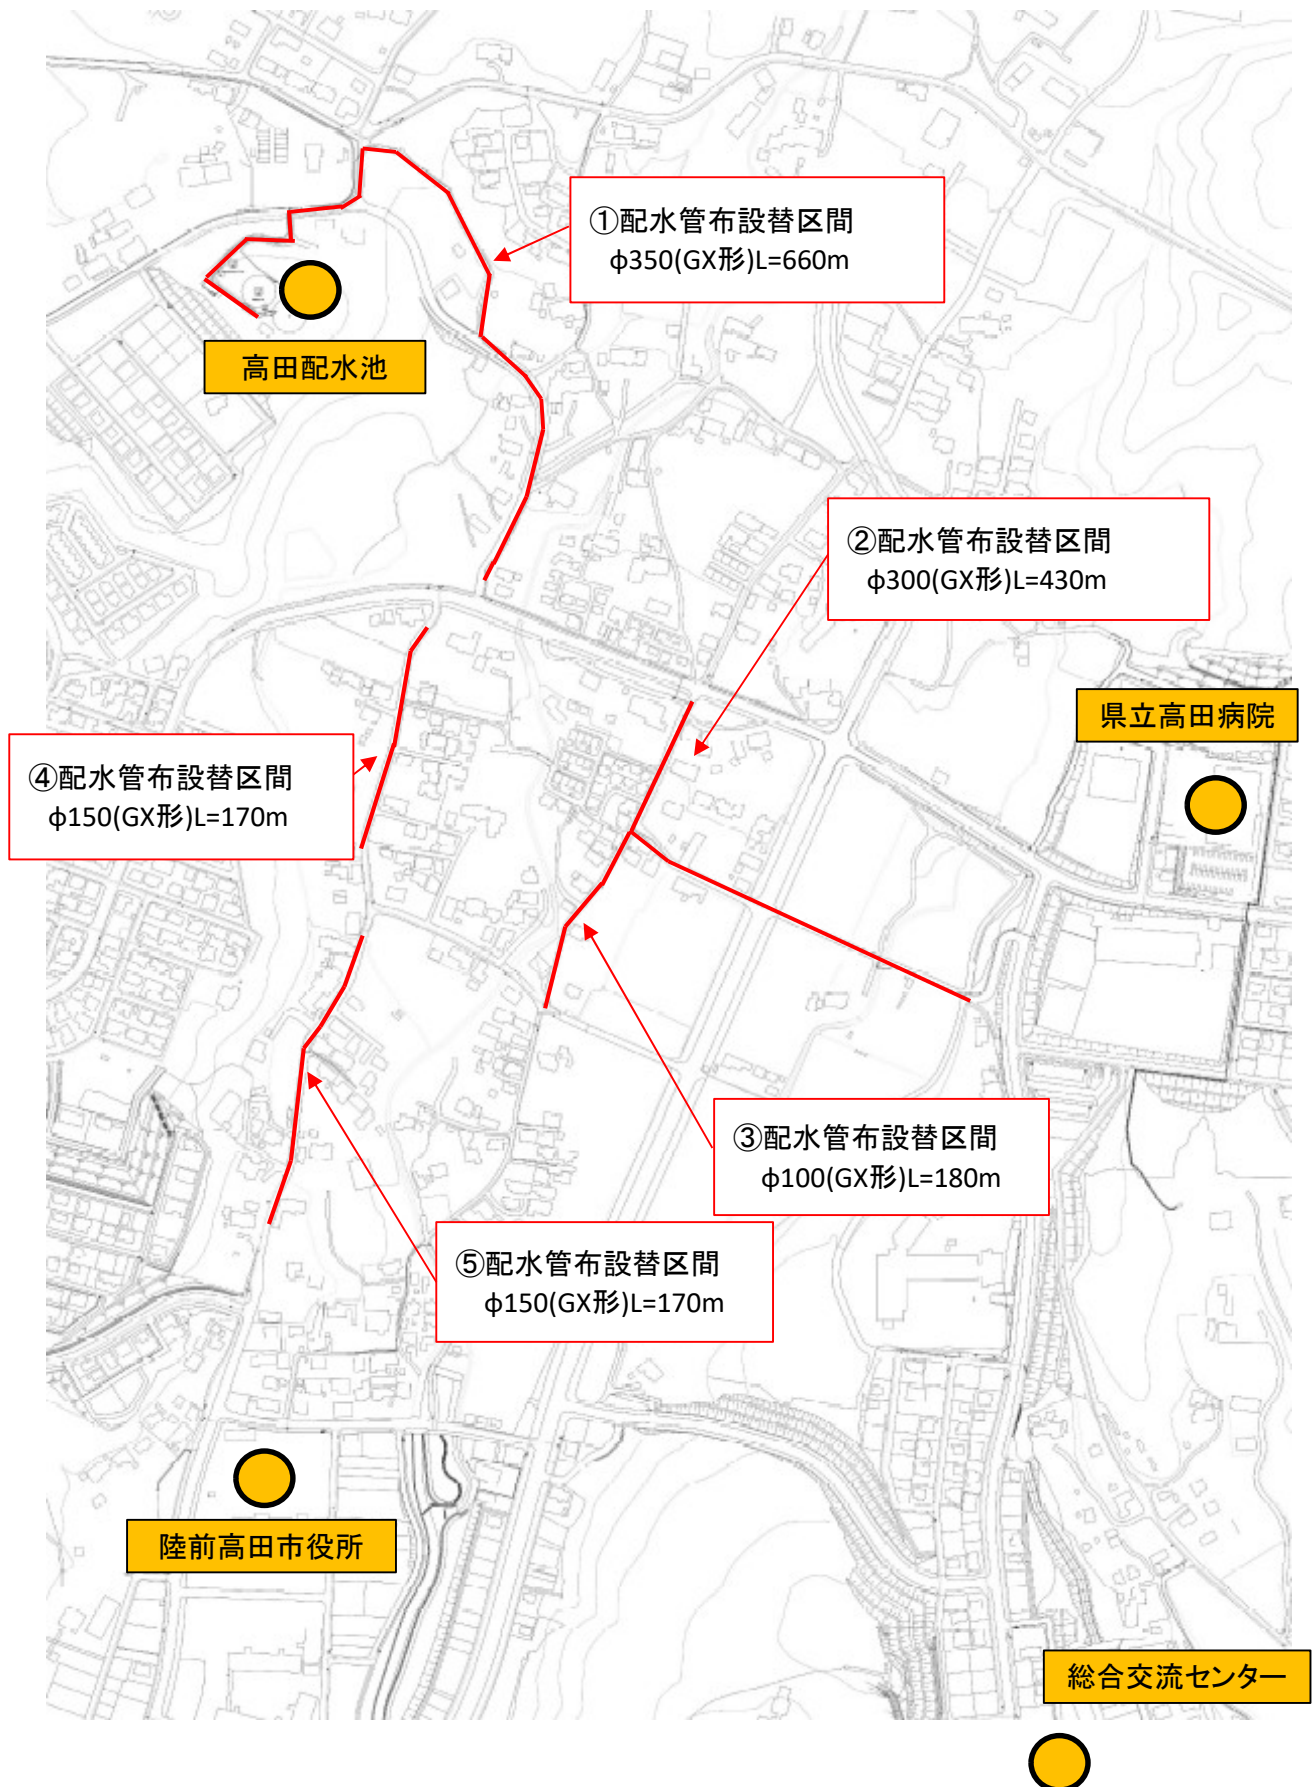 ①配水管布設替区間
φ350(GX形)L=660m
高田配水池
②配水管布設替区間
φ300(GX形)L=430m
県立高田病院
④配水管布設替区間
φ150(GX形)L=170m
③配水管布設替区間
φ100(GX形)L=180m
⑤配水管布設替区間
φ150(GX形)L=170m
陸前高田市役所
総合交流センター